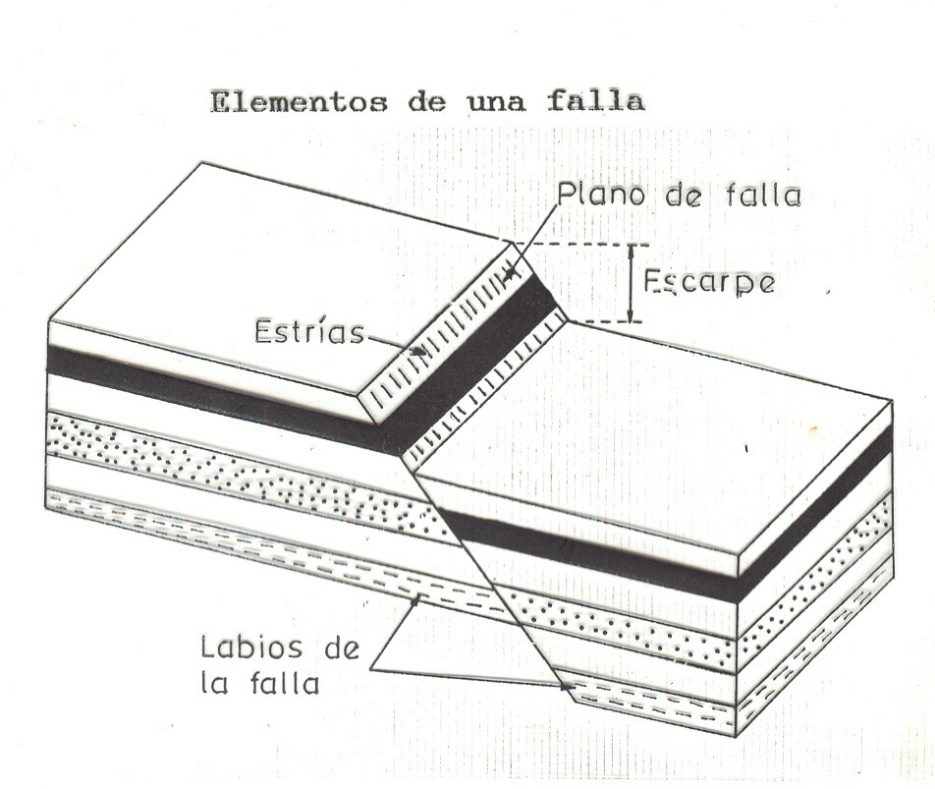 Elementos de una falla
Plano de falla
Escarpe
Estrías
Labios de
la falla